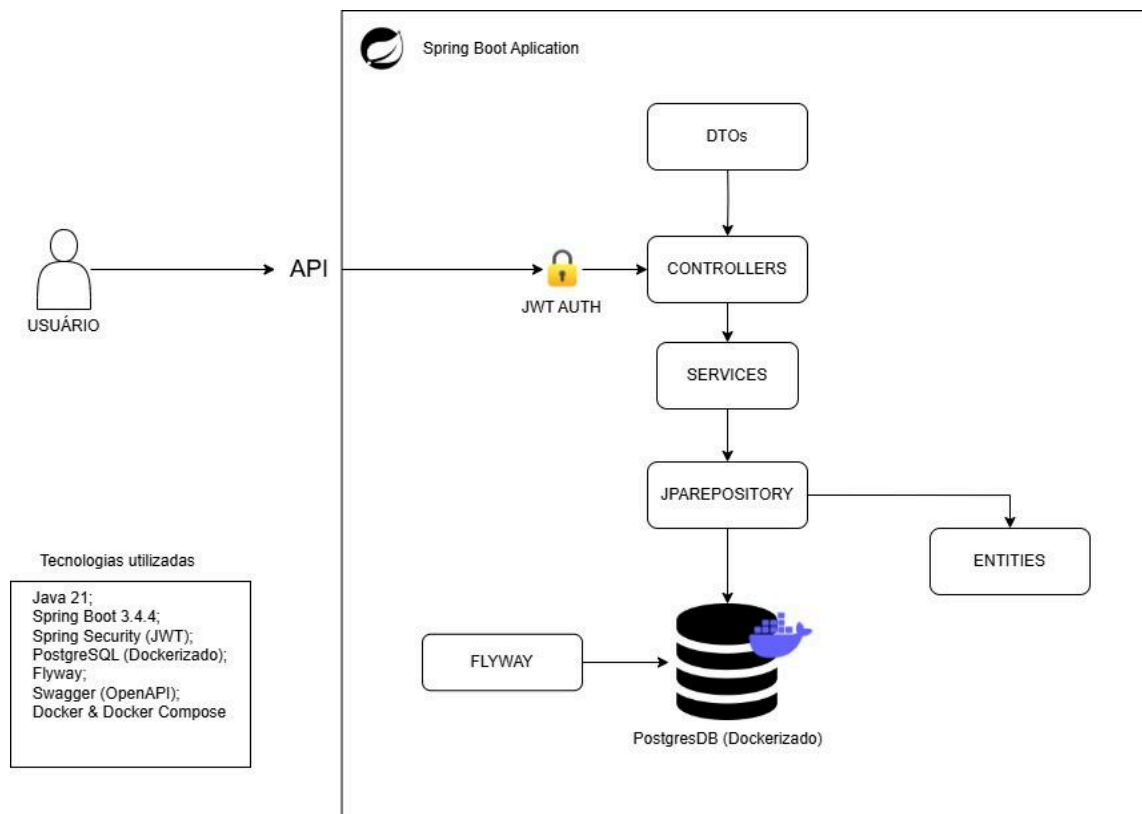 Spring Boot Aplication
DTOs
USUÁRIO
API
JWT AUTH
CONTROLLERS
SERVICES
JPAREPOSITORY
ENTITIES
FLYWAY
PostgresDB (Dockerizado)
Tecnologias utilizadas
Java 21;
Spring Boot 3.4.4;
Spring Security (JWT);
PostgreSQL (Dockerizado);
Flyway;
Swagger (OpenAPI);
Docker & Docker Compose